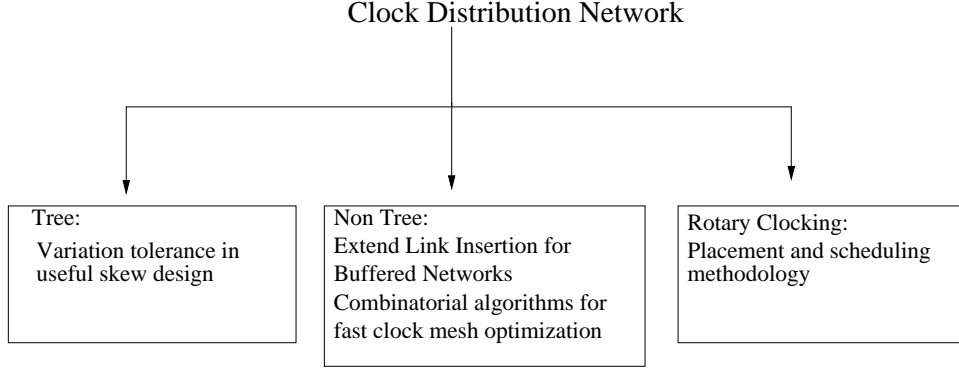 Clock Distribution Network
Tree:
Variation tolerance in
useful skew design
Non Tree:
Extend Link Insertion for
Buffered Networks
Combinatorial algorithms for
fast clock mesh optimization
Rotary Clocking:
Placement and scheduling
methodology